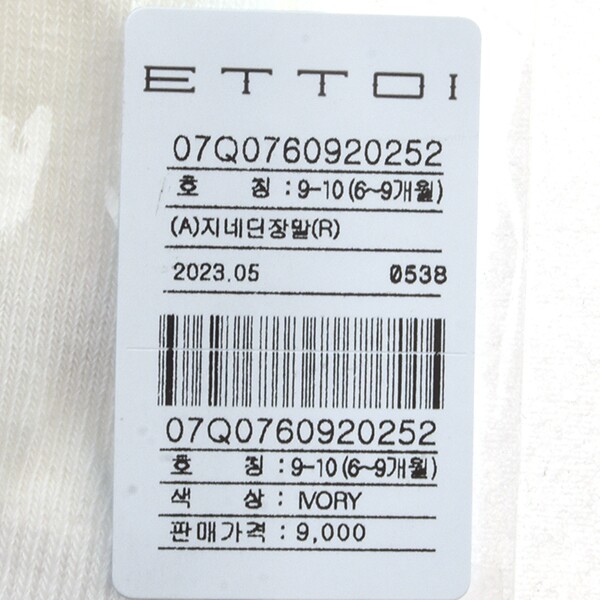 ETTOI
07Q0760920252
호 칭 : 9-10 (6~9개월)
(A)지네딘장말(R)
2023.05 0538
07Q0760920252
호 칭 : 9-10 (6~9개월)
색 상 : IVORY
판매가격 : 9,000